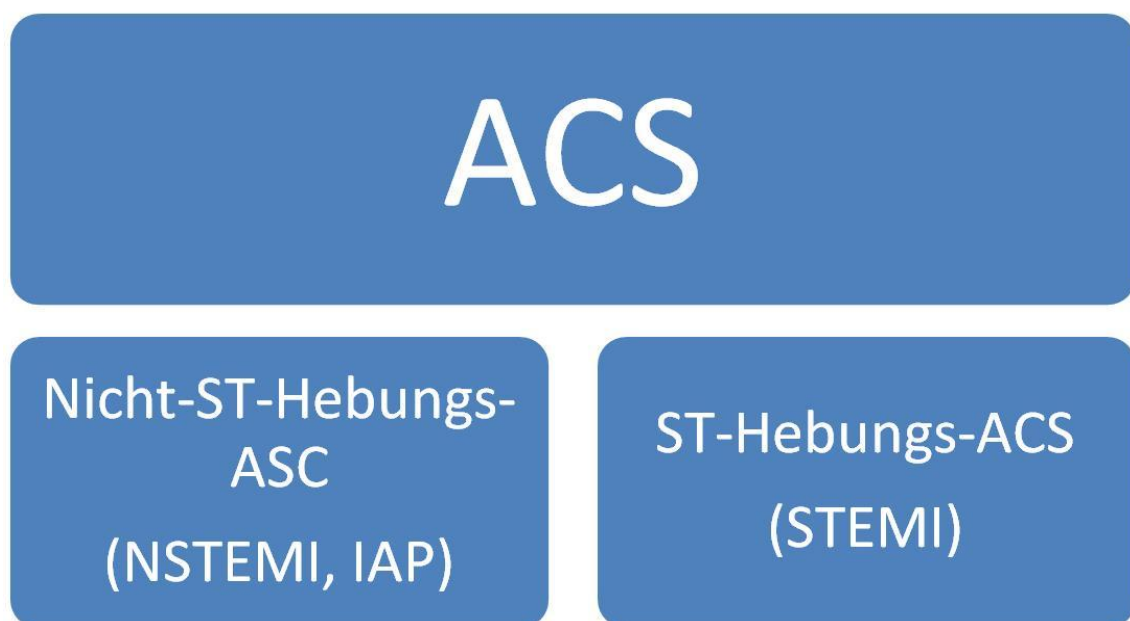 ACS
Nicht-ST-Hebungs-
ASC
(NSTEMI, IAP)
ST-Hebungs-ACS
(STEMI)